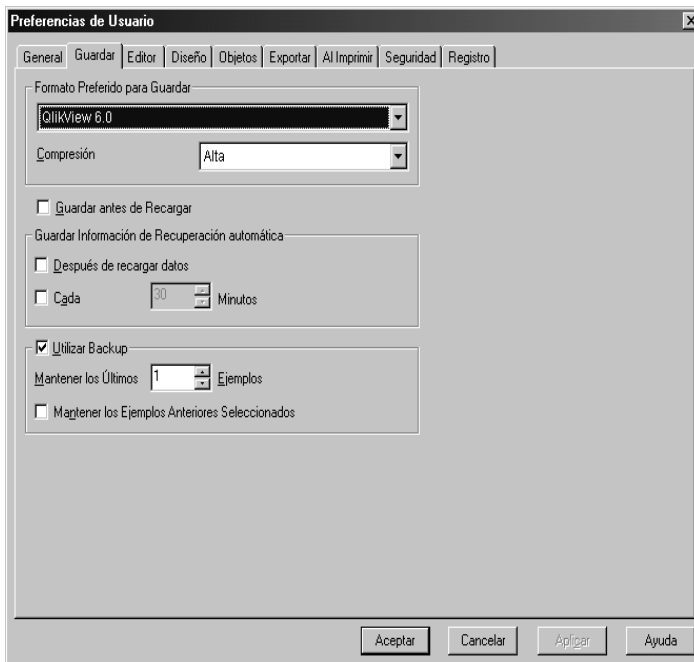 Preferencias de Usuario
General Guardar Editor Diseño Objetos Exportar Al Imprimir Seguridad Registro
Formato Preferido para Guardar
QlikView 6.0
Compresión Alta
Guardar antes de Recargar
Guardar Información de Recuperación automática
Después de recargar datos
Cada 30 Minutos
Utilizar Backup
Mantener los Últimos 1 Ejemplos
Mantener los Ejemplos Anteriores Seleccionados
Aceptar Cancelar Aplicar Ayuda